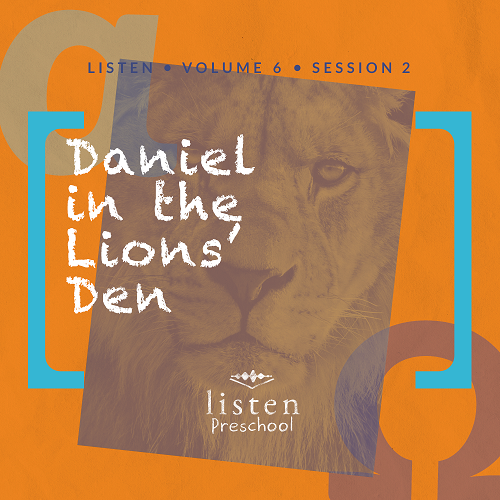 LISTEN • VOLUME 6 • SESSION 2
Daniel
in the
Lions'
Den
listen
Preschool